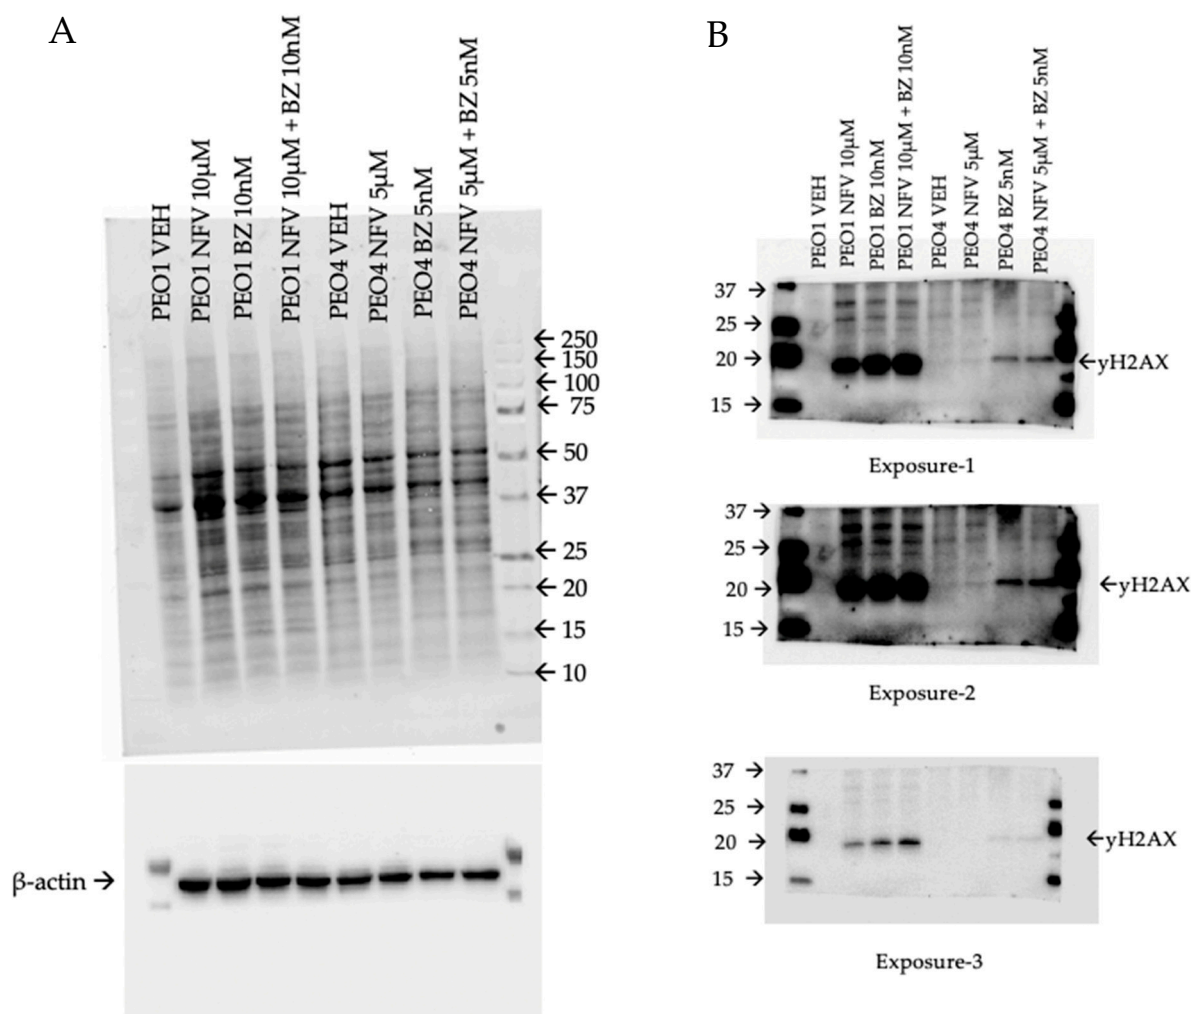 A
PEO1 VEH
PEO1 NFV 10μM
PEO1 BZ 10nM
PEO1 NFV 10μM + BZ 10nM
PEO4 VEH
PEO4 NFV 5μM
PEO4 BZ 5nM
PEO4 NFV 5μM + BZ 5nM
← 250
← 150
← 100
← 75
← 50
← 37
← 25
← 20
← 15
← 10
β-actin →
B
PEO1 VEH
PEO1 NFV 10μM
PEO1 BZ 10nM
PEO1 NFV 10μM + BZ 10nM
PEO4 VEH
PEO4 NFV 5μM
PEO4 BZ 5nM
PEO4 NFV 5μM + BZ 5nM
37 →
25 →
20 →
15 →
←yH2AX
Exposure-1
37 →
25 →
20 →
15 →
←yH2AX
Exposure-2
37 →
25 →
20 →
15 →
←yH2AX
Exposure-3